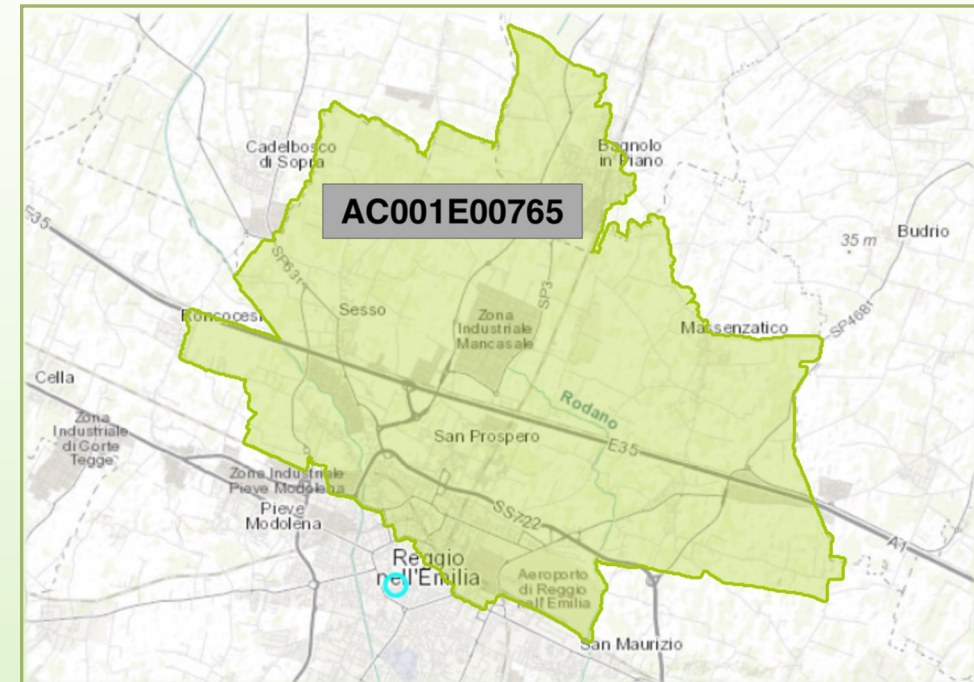 Cadelbosco
di Sopra
Bagnolo
in Piano
AC001E00765
E35
Budrio
35 m
SP63r
SP3
Sesso
Roncocesi
Zona
Industriale
Mancasale
Massenzatico
SP468r
Cella
Rodano
Zona
Industriale
di Corte
Tegge
San Prospero
E35
Zona Industriale
Pieve Modolena
Pieve
Modolena
SS722
A1
Reggio
nell'Emilia
Aeroporto
di Reggio
nell'Emilia
San Maurizio